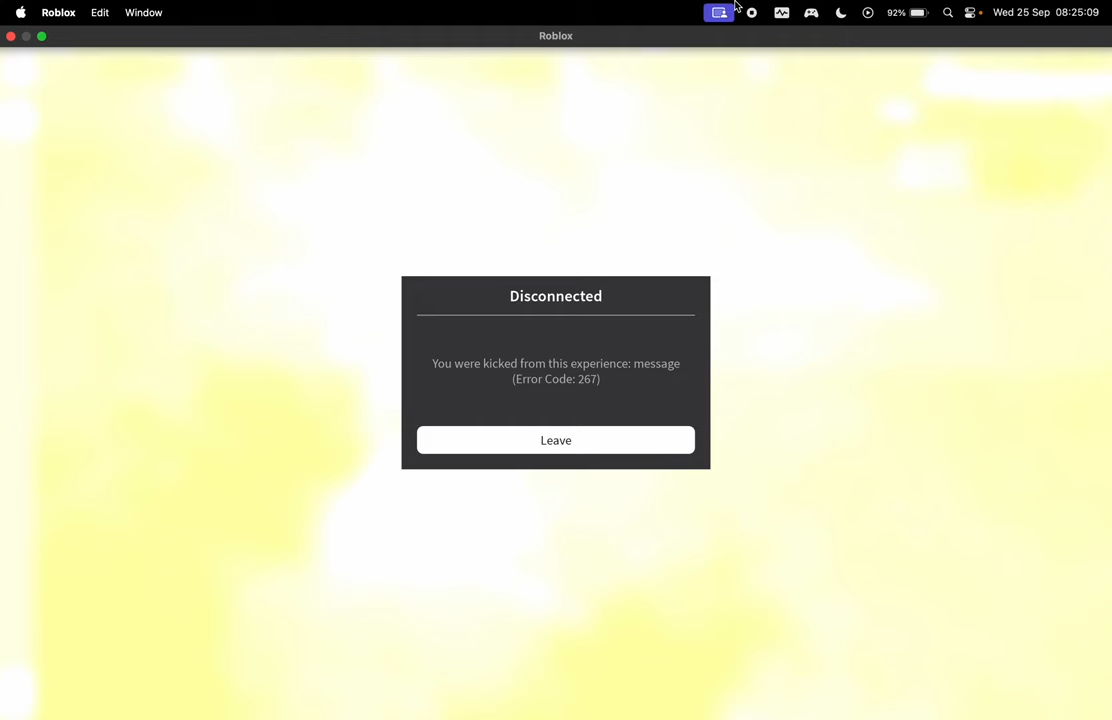 Roblox Edit Window 92% Wed 25 Sep 08:25:09
Roblox
Disconnected
You were kicked from this experience: message
(Error Code: 267)
Leave